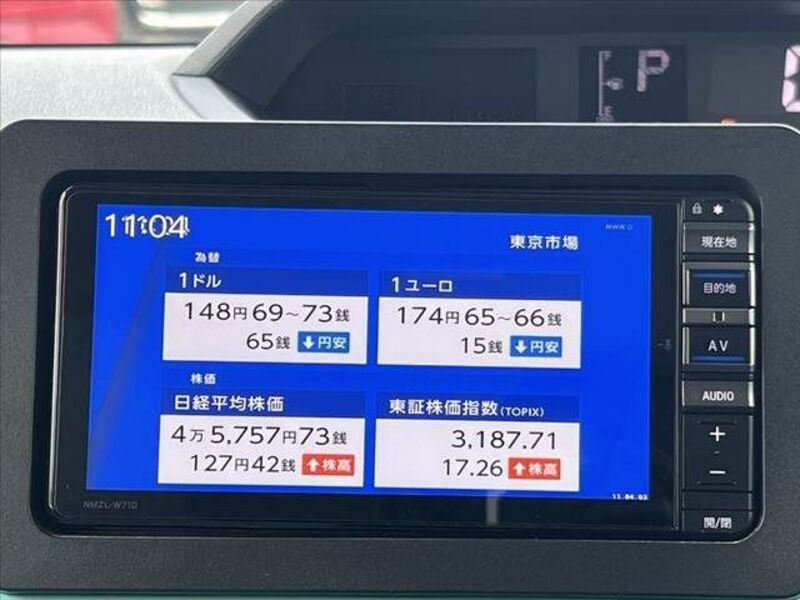 F
P
E
11:04
NHK G
東京市場
為替
1ドル
148円69～73銭
65銭 ↓円安
1ユーロ
174円65～66銭
15銭 ↓円安
株価
日経平均株価
4万5,757円73銭
127円42銭 ↑株高
東証株価指数(TOPIX)
3,187.71
17.26 ↑株高
11 04 03
NMZL-W71D
現在地
目的地
AV
AUDIO
+
−
開/閉